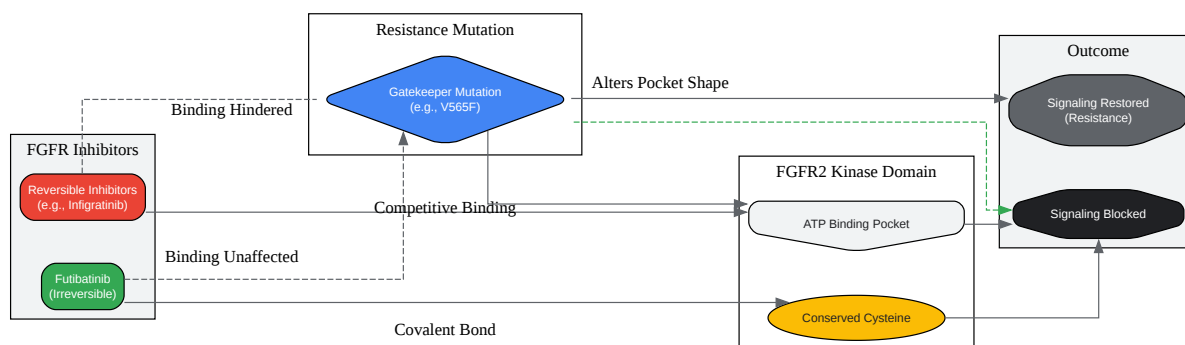 Resistance Mutation
Gatekeeper Mutation
(e.g., V565F)
Alters Pocket Shape
Outcome
Signaling Restored
(Resistance)
Binding Hindered
FGFR Inhibitors
Reversible Inhibitors
(e.g., Infigratinib)
Competitive Binding
FGFR2 Kinase Domain
ATP Binding Pocket
Signaling Blocked
Binding Unaffected
Futibatinib
(Irreversible)
Covalent Bond
Conserved Cysteine